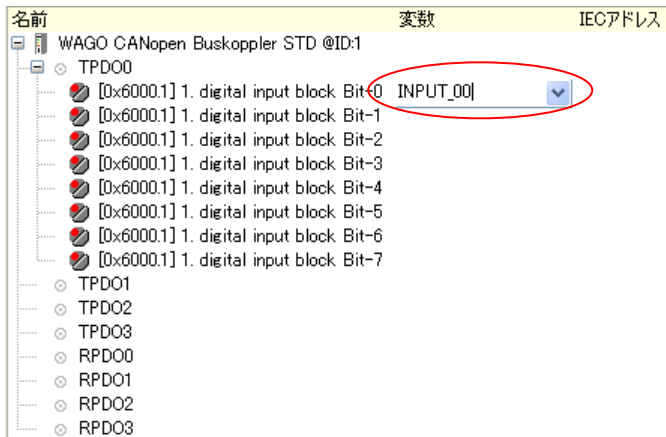 名前 変数 IECアドレス
WAGO CANopen Buskoppler STD @ID:1
TPDO0
[0x6000.1] 1. digital input block Bit-0 INPUT_00
[0x6000.1] 1. digital input block Bit-1
[0x6000.1] 1. digital input block Bit-2
[0x6000.1] 1. digital input block Bit-3
[0x6000.1] 1. digital input block Bit-4
[0x6000.1] 1. digital input block Bit-5
[0x6000.1] 1. digital input block Bit-6
[0x6000.1] 1. digital input block Bit-7
TPDO1
TPDO2
TPDO3
RPDO0
RPDO1
RPDO2
RPDO3